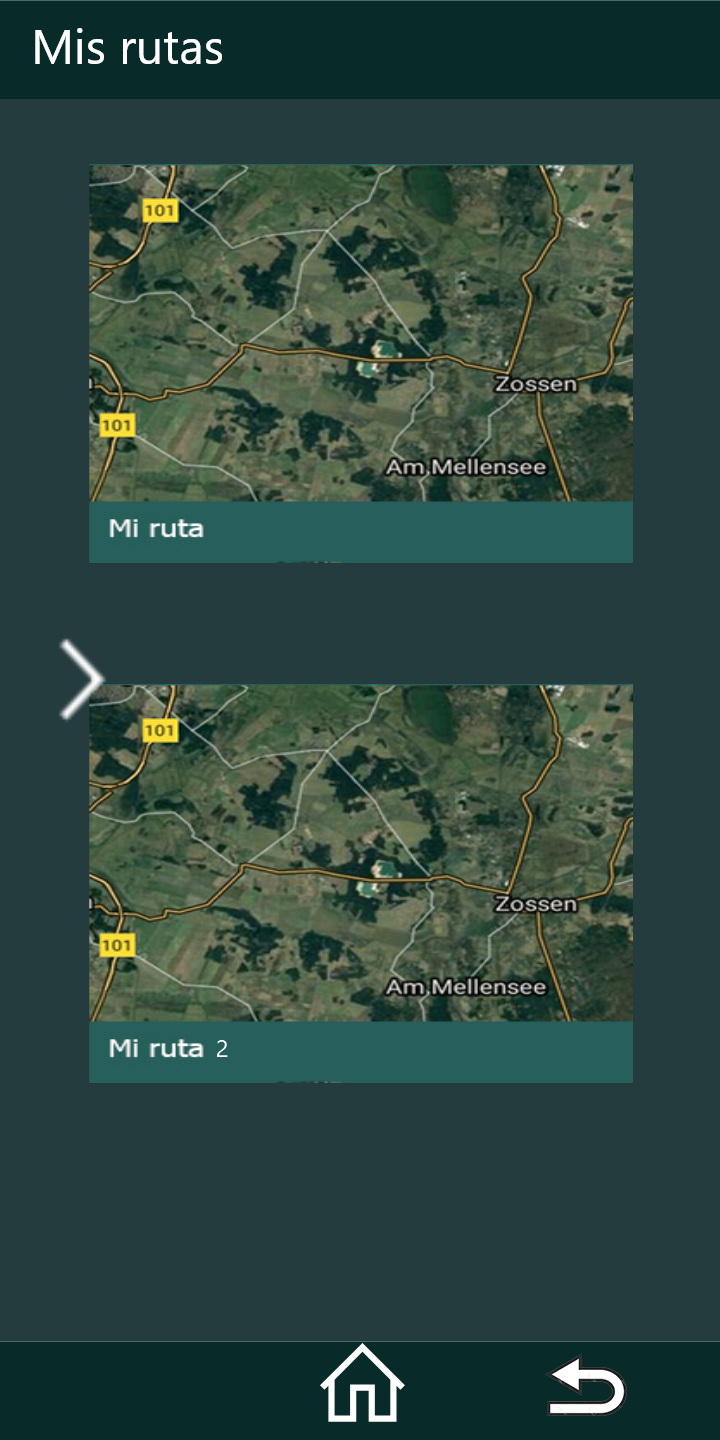 Mis rutas
101
Zossen
101
Am Mellensee
Mi ruta
101
Zossen
101
Am Mellensee
Mi ruta 2